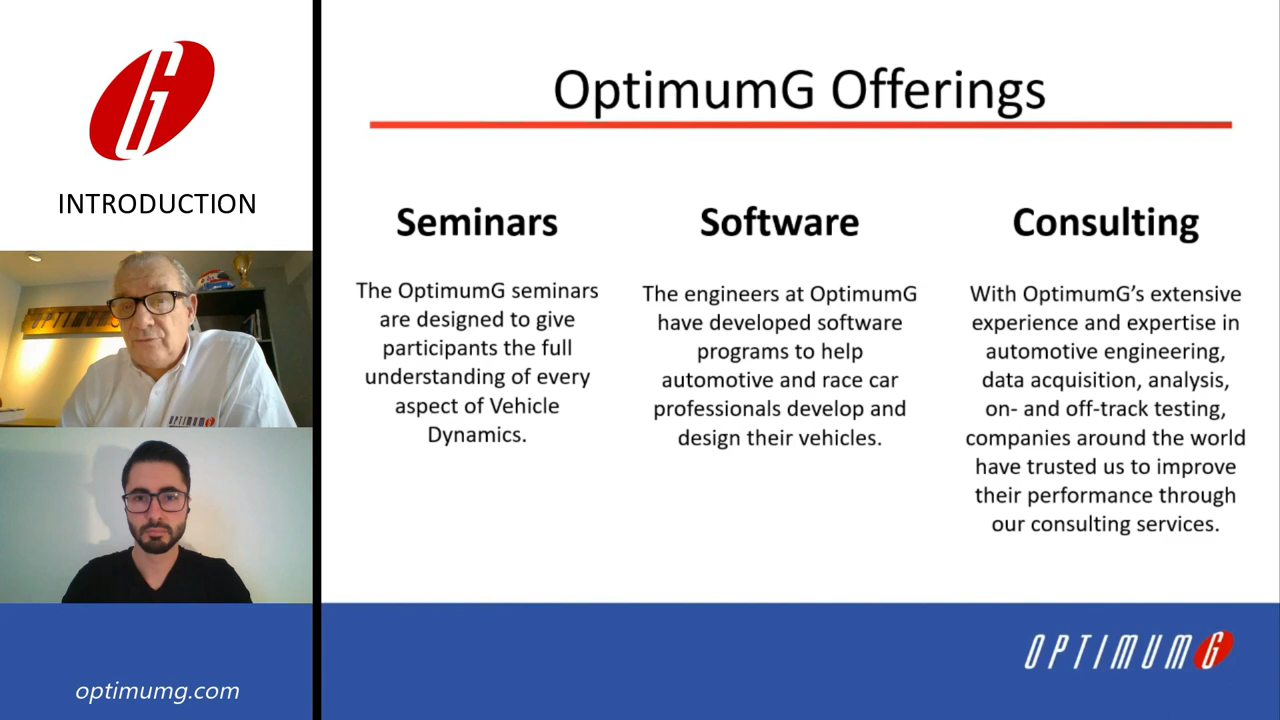 G
INTRODUCTION
OPTIMUMG
OPTIMUMG
optimumg.com
OptimumG Offerings
Seminars
The OptimumG seminars
are designed to give
participants the full
understanding of every
aspect of Vehicle
Dynamics.
Software
The engineers at OptimumG
have developed software
programs to help
automotive and race car
professionals develop and
design their vehicles.
Consulting
With OptimumG’s extensive
experience and expertise in
automotive engineering,
data acquisition, analysis,
on- and off-track testing,
companies around the world
have trusted us to improve
their performance through
our consulting services.
OPTIMUMG